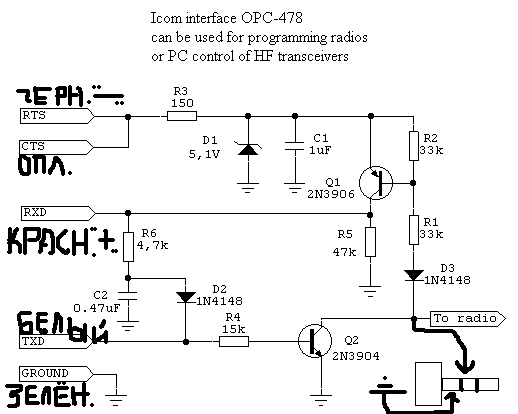 Icom interface OPC-478
can be used for programming radios
or PC control of HF transceivers
ЧЕРН. —
RTS
R3
150
CTS
ОПЛ.
D1
5,1V
C1
1uF
R2
33k
Q1
2N3906
RXD
КРАСН. +
R6
4,7k
R5
47k
R1
33k
D3
1N4148
C2
0.47uF
D2
1N4148
БЕЛЫЙ
TXD
R4
15k
Q2
2N3904
To radio
GROUND
ЗЕЛЁН.